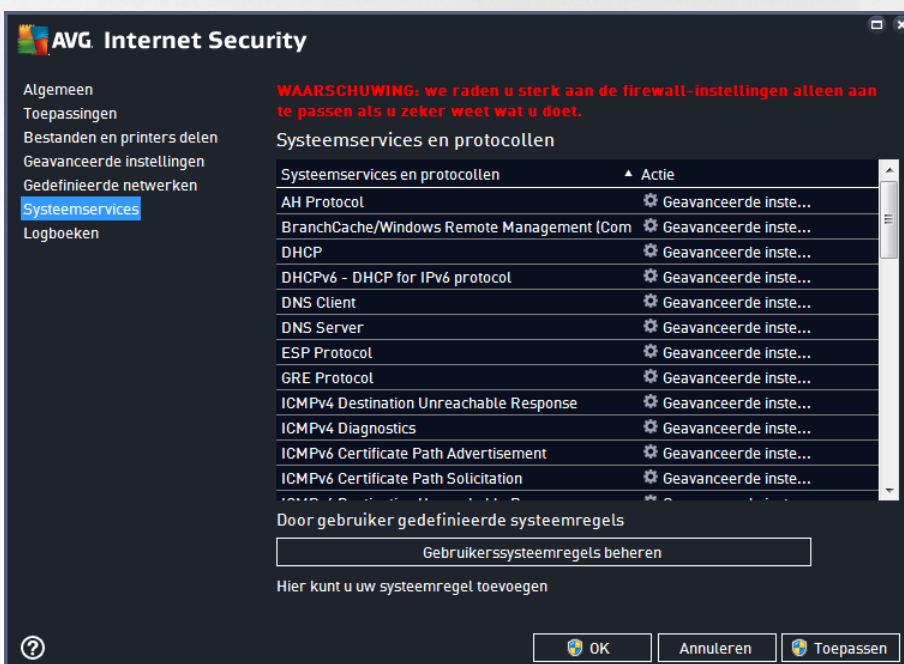 AVG Internet Security
Algemeen
Toepassingen
Bestanden en printers delen
Geavanceerde instellingen
Gedefinieerde netwerken
Systeemservices
Logboeken
WAARSCHUWING: we raden u sterk aan de firewall-instellingen alleen aan
te passen als u zeker weet wat u doet.
Systeemservices en protocollen
Systeemservices en protocollen Actie
AH Protocol Geavanceerde inste...
BranchCache/Windows Remote Management (Com Geavanceerde inste...
DHCP Geavanceerde inste...
DHCPv6 - DHCP for IPv6 protocol Geavanceerde inste...
DNS Client Geavanceerde inste...
DNS Server Geavanceerde inste...
ESP Protocol Geavanceerde inste...
GRE Protocol Geavanceerde inste...
ICMPv4 Destination Unreachable Response Geavanceerde inste...
ICMPv4 Diagnostics Geavanceerde inste...
ICMPv6 Certificate Path Advertisement Geavanceerde inste...
ICMPv6 Certificate Path Solicitation Geavanceerde inste...
Door gebruiker gedefinieerde systeemregels
Gebruikerssysteemregels beheren
Hier kunt u uw systeemregel toevoegen
OK Annuleren Toepassen